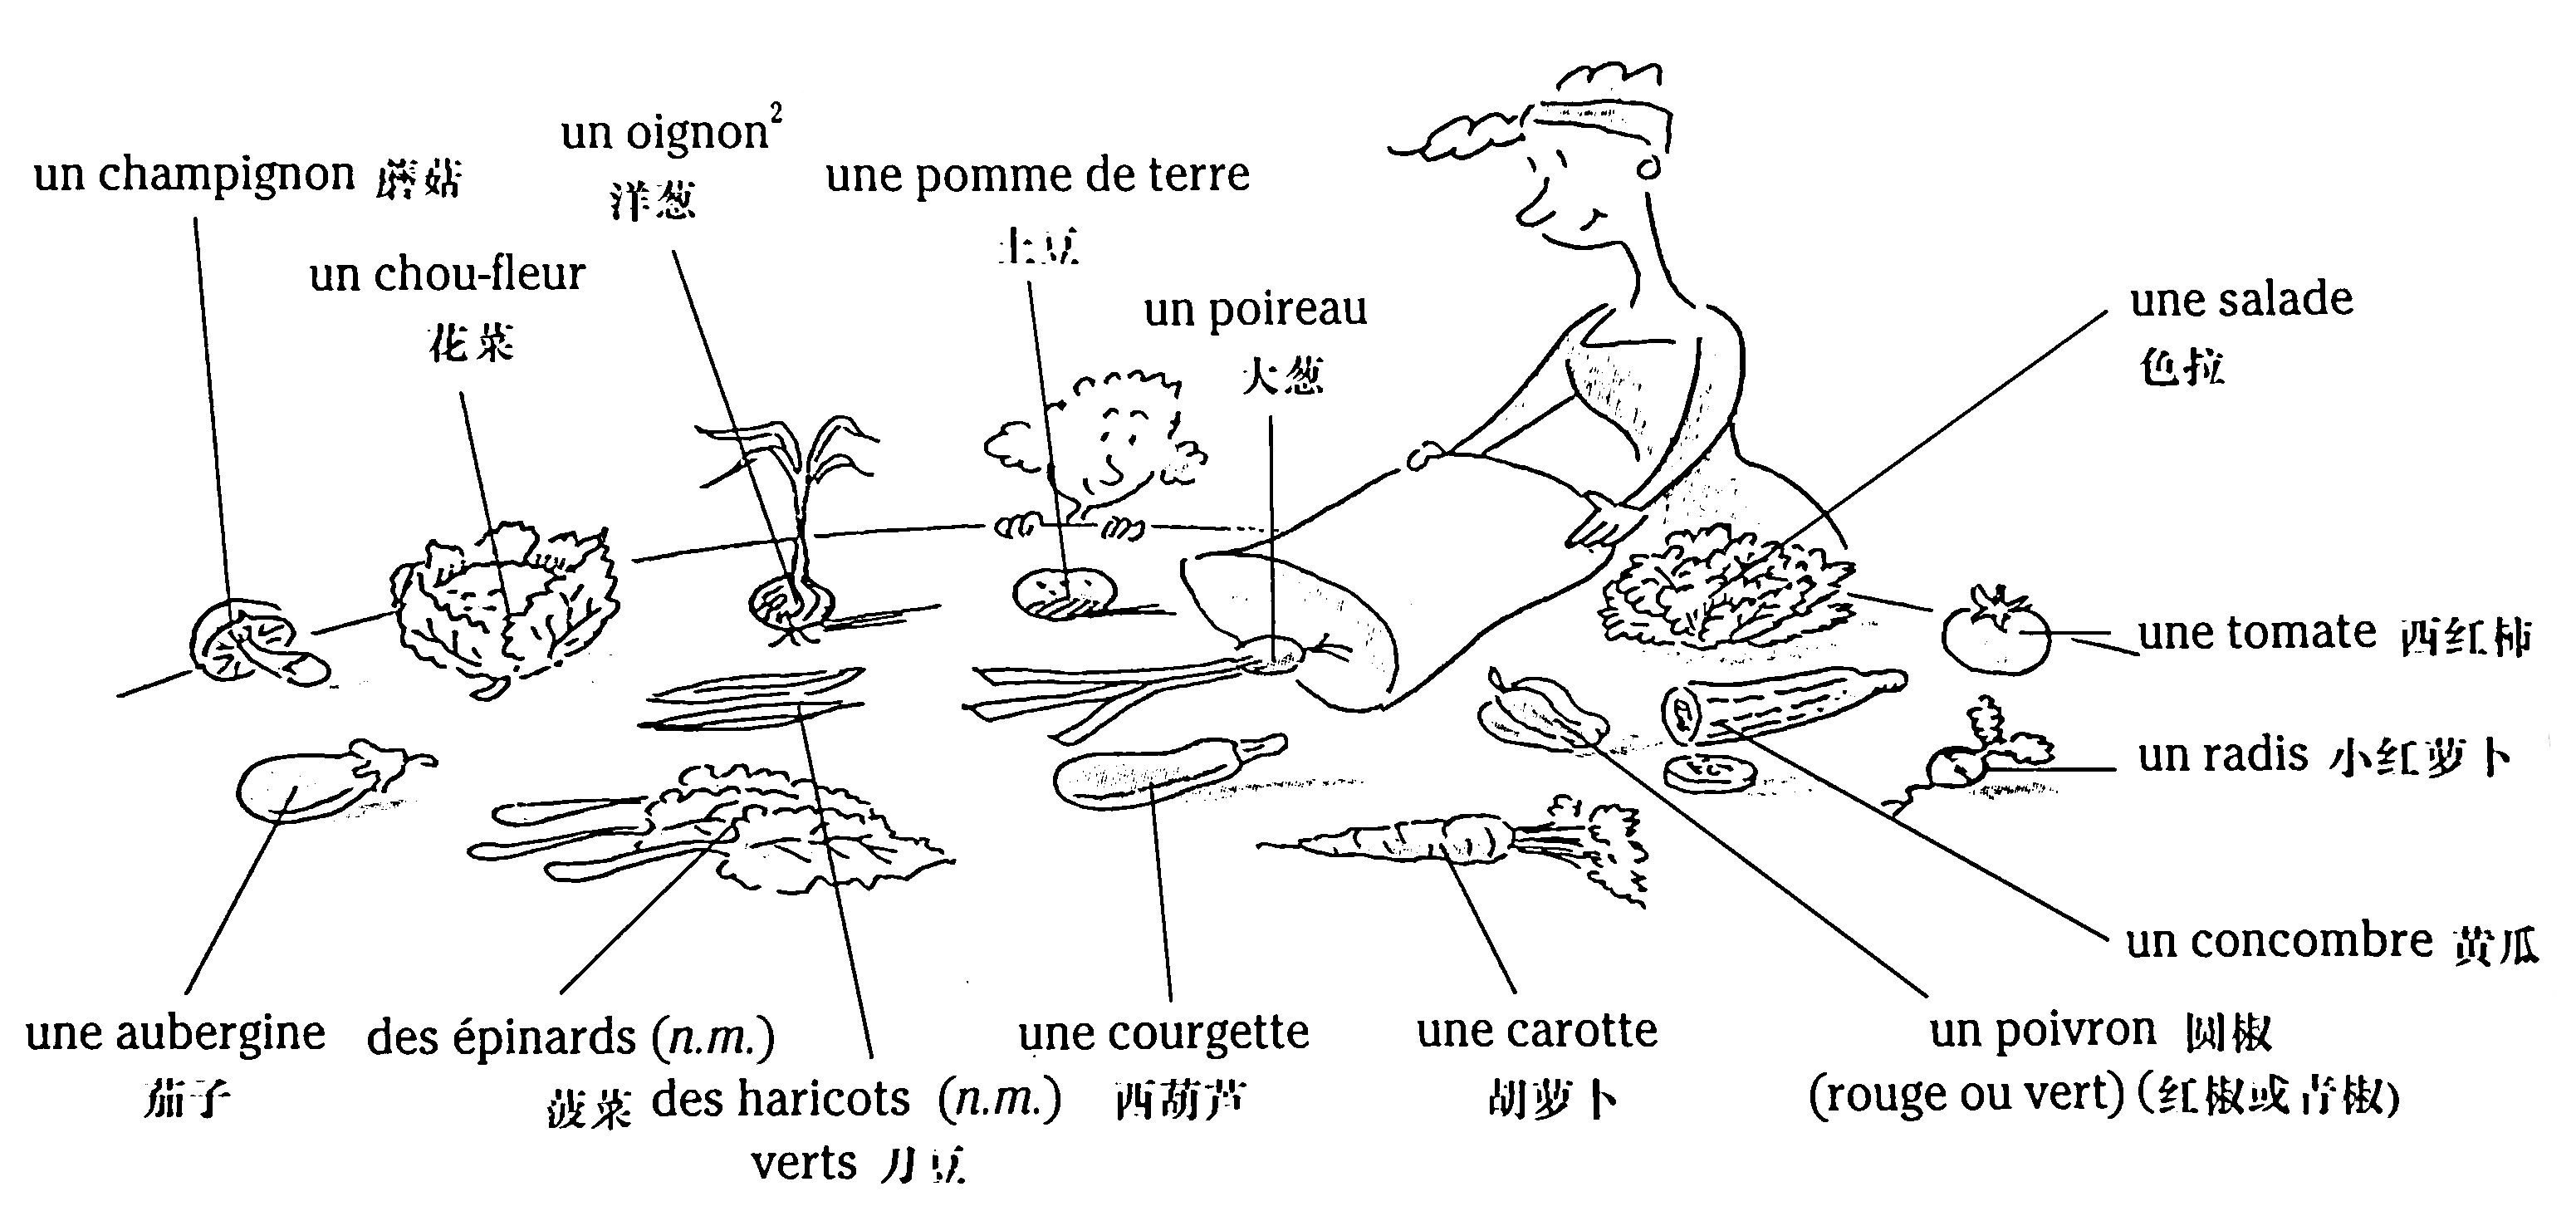 un champignon 蘑菇
un chou-fleur
花菜
un oignon²
洋葱
une pomme de terre
土豆
un poireau
大葱
une salade
色拉
une tomate 西红柿
un radis 小红萝卜
un concombre 黄瓜
un poivron 圆椒
(rouge ou vert) (红椒或青椒)
une carotte
胡萝卜
une courgette
西葫芦
des haricots (n.m.)
verts 刀豆
des épinards (n.m.)
菠菜
une aubergine
茄子